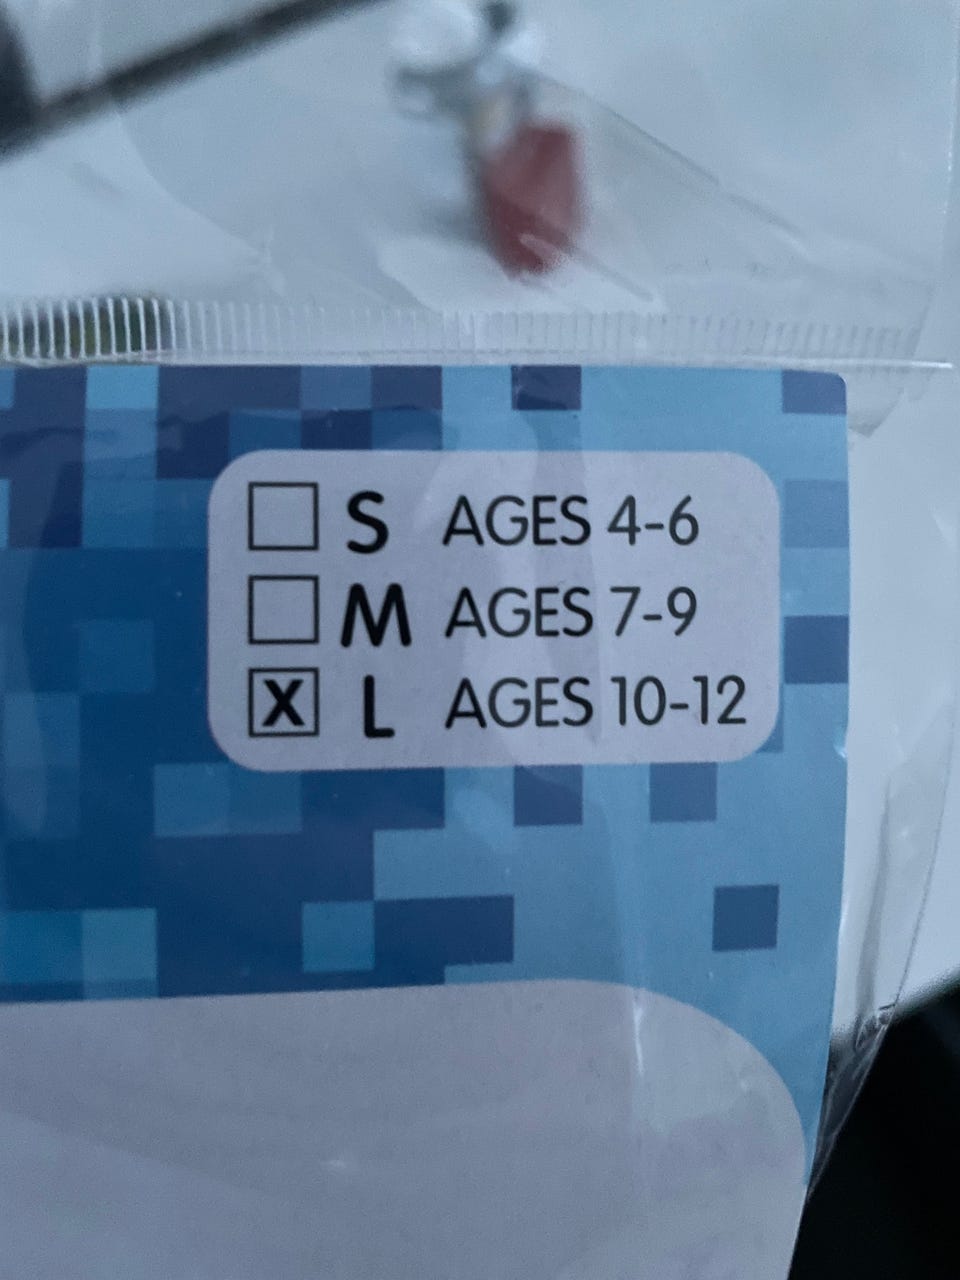 ☐ S AGES 4-6
☐ M AGES 7-9
☒ L AGES 10-12